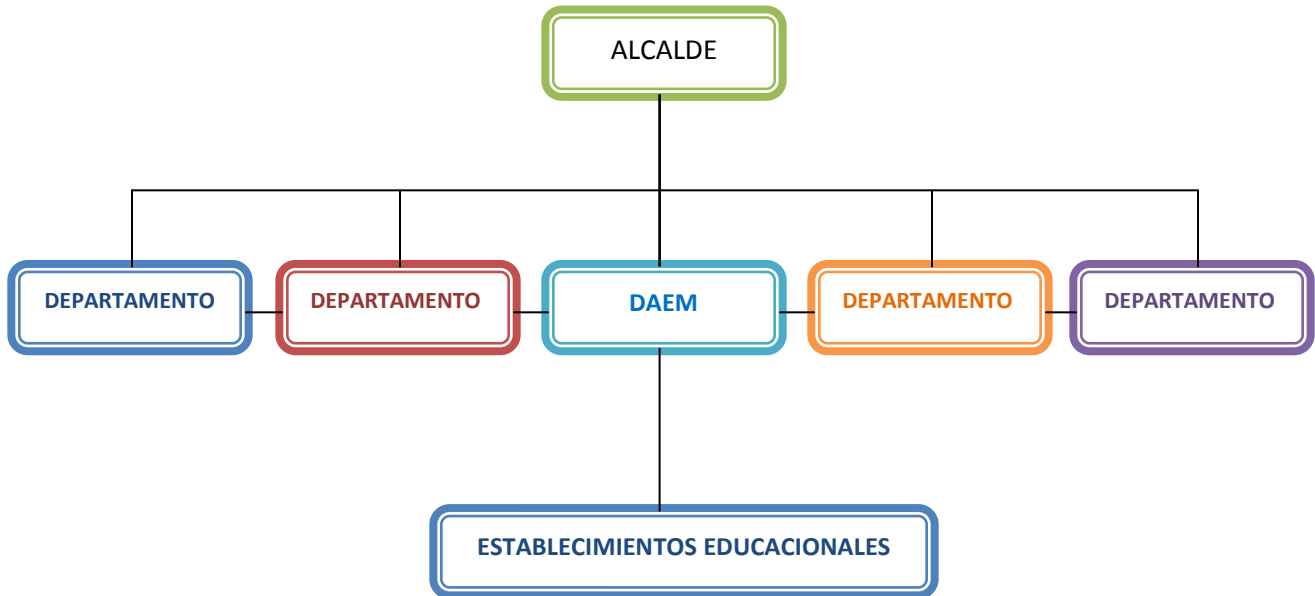 ALCALDE
DEPARTAMENTO
DEPARTAMENTO
DAEM
DEPARTAMENTO
DEPARTAMENTO
ESTABLECIMIENTOS EDUCACIONALES